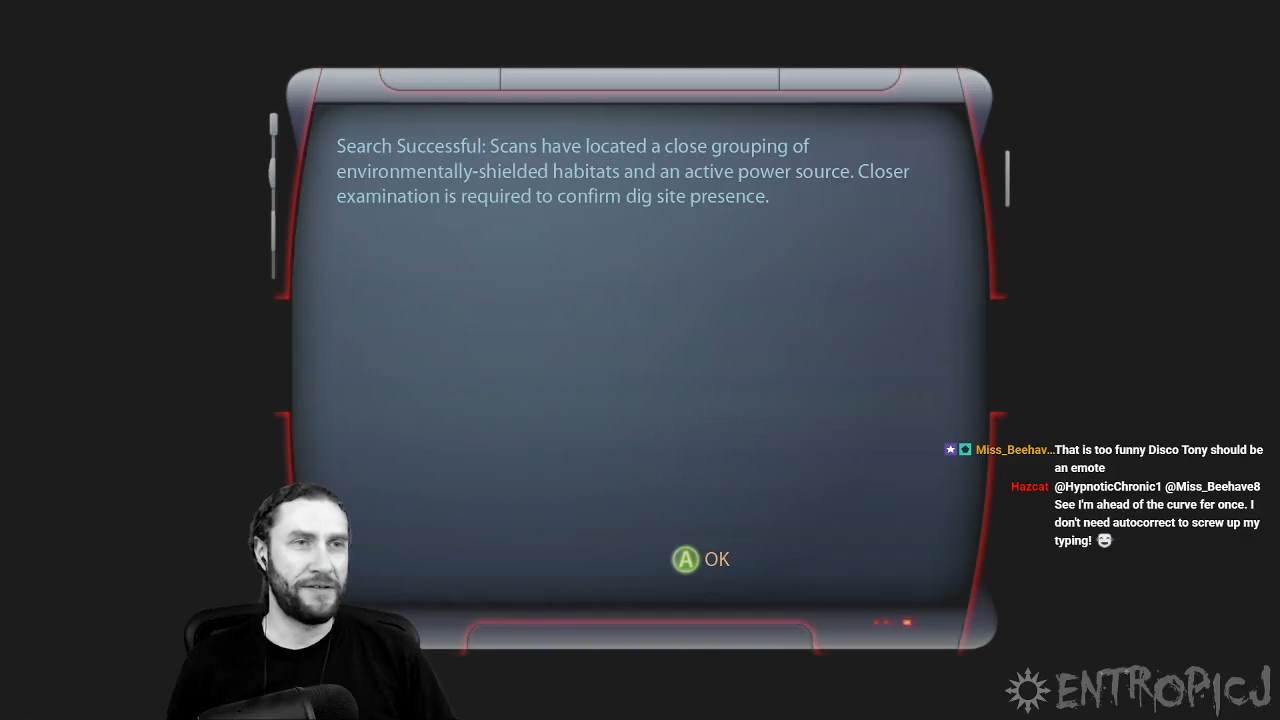 Search Successful: Scans have located a close grouping of
environmentally-shielded habitats and an active power source. Closer
examination is required to confirm dig site presence.
Miss_Beehav... That is too funny Disco Tony should be
an emote
Hazcat @HypnoticChronic1 @Miss_Beehave8
See I'm ahead of the curve fer once. I
don't need autocorrect to screw up my
typing!
A OK
ENTROPICJ